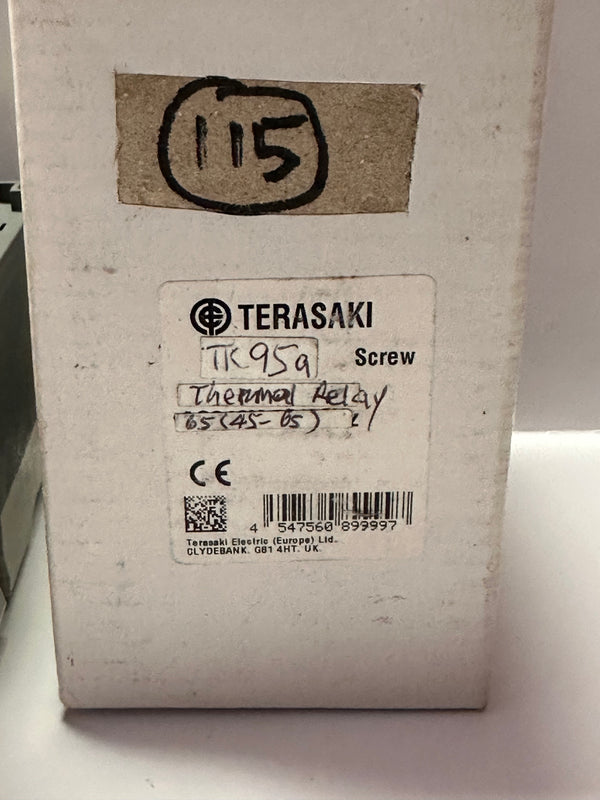 115
TERASAKI
TK95a Screw
Thermal Relay
65(45-65)
CE
4 547560 899997
Terasaki Electric (Europe) Ltd.
CLYDEBANK. G81 4HT. UK.